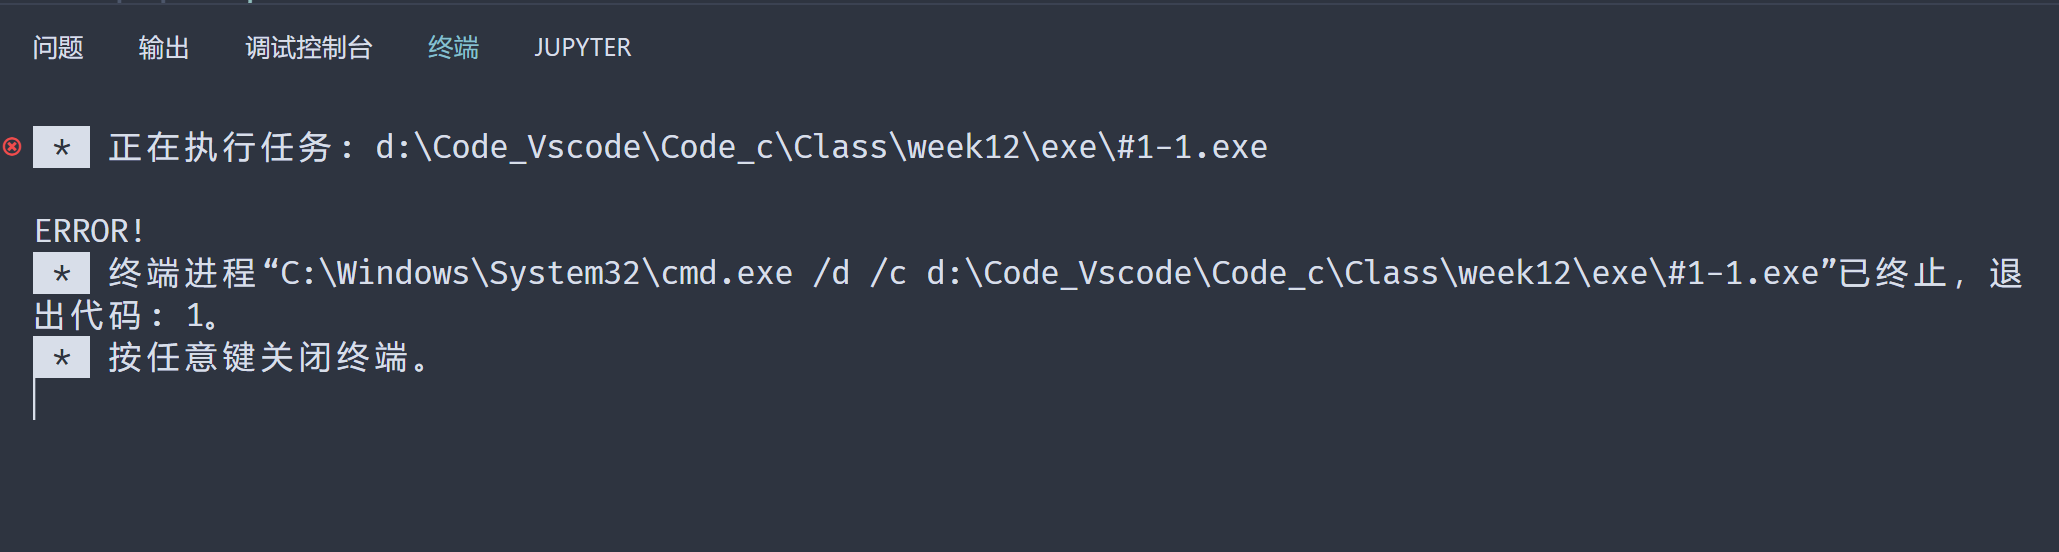 问题 输出 调试控制台 终端 JUPYTER
* 正在执行任务: d:\Code_Vscode\Code_c\Class\week12\exe\#1-1.exe
ERROR!
* 终端进程“C:\Windows\System32\cmd.exe /d /c d:\Code_Vscode\Code_c\Class\week12\exe\#1-1.exe”已终止，退
出代码: 1。
* 按任意键关闭终端。